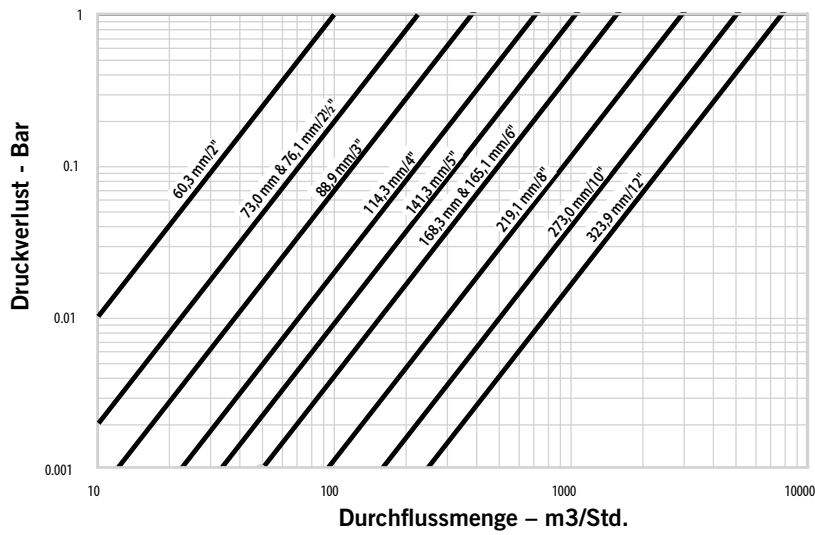 1
0.1
0.01
0.001
Druckverlust - Bar
60,3 mm/2"
73,0 mm & 76,1 mm/2½"
88,9 mm/3"
114,3 mm/4"
141,3 mm/5"
168,3 mm & 165,1 mm/6"
219,1 mm/8"
273,0 mm/10"
323,9 mm/12"
10
100
1000
10000
Durchflussmenge – m3/Std.